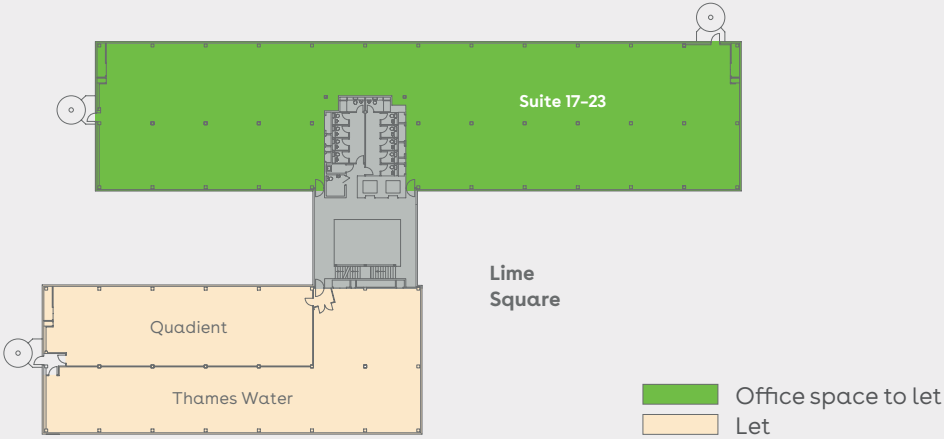 Suite 17-23
Lime
Square
Quadient
Thames Water
Office space to let
Let